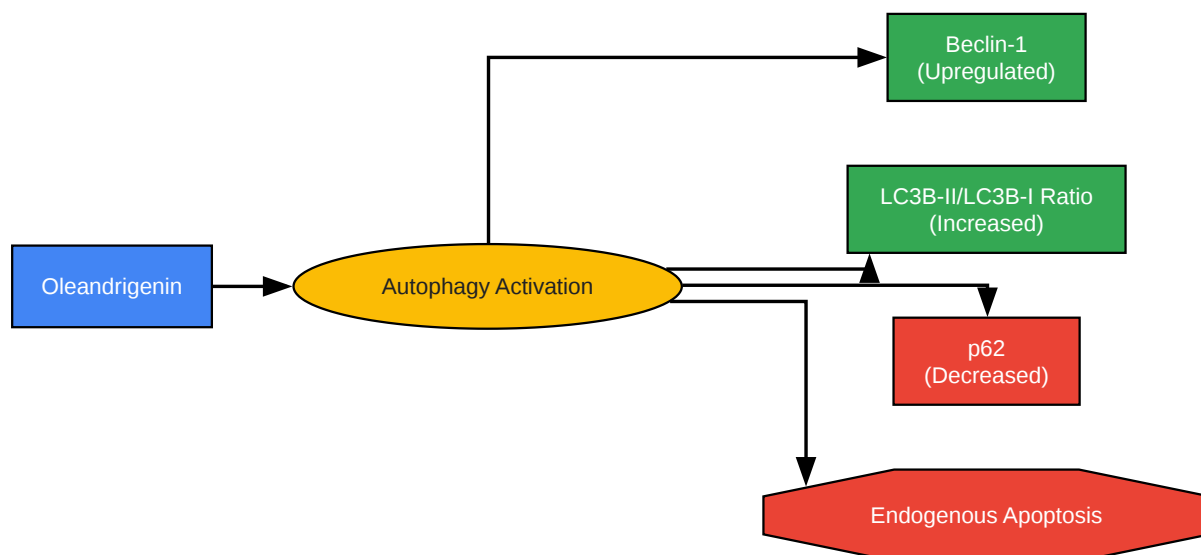 Beclin-1
(Upregulated)
LC3B-II/LC3B-I Ratio
(Increased)
Oleandrigenin
Autophagy Activation
p62
(Decreased)
Endogenous Apoptosis